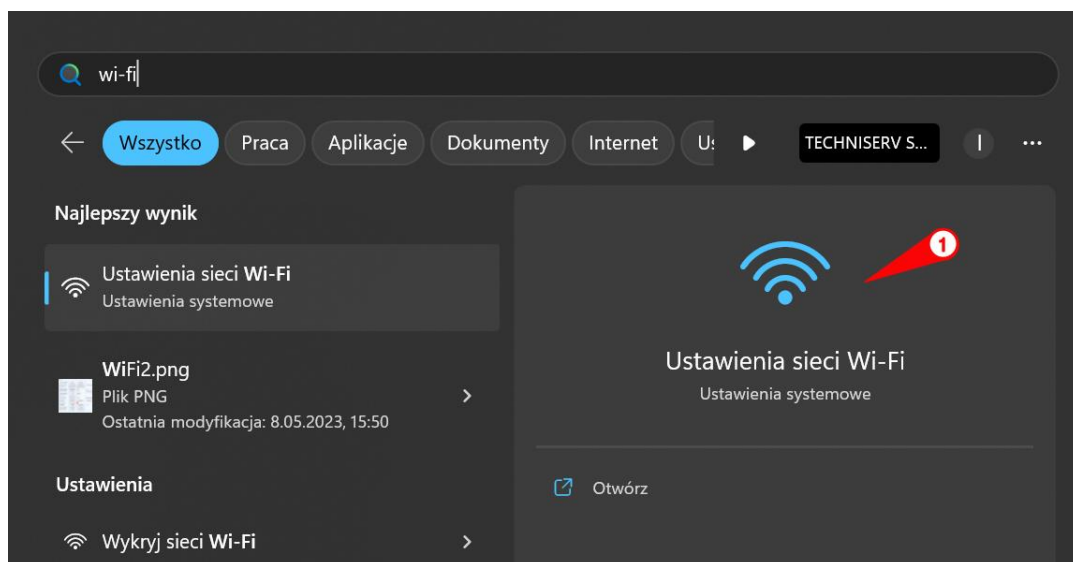 wi-fi
Wszystko Praca Aplikacje Dokumenty Internet TECHNISERV S... I ...
Najlepszy wynik
Ustawienia sieci Wi-Fi
Ustawienia systemowe
WiFi2.png
Plik PNG
Ostatnia modyfikacja: 8.05.2023, 15:50
Ustawienia
Wykryj sieci Wi-Fi
1
Ustawienia sieci Wi-Fi
Ustawienia systemowe
Otwórz